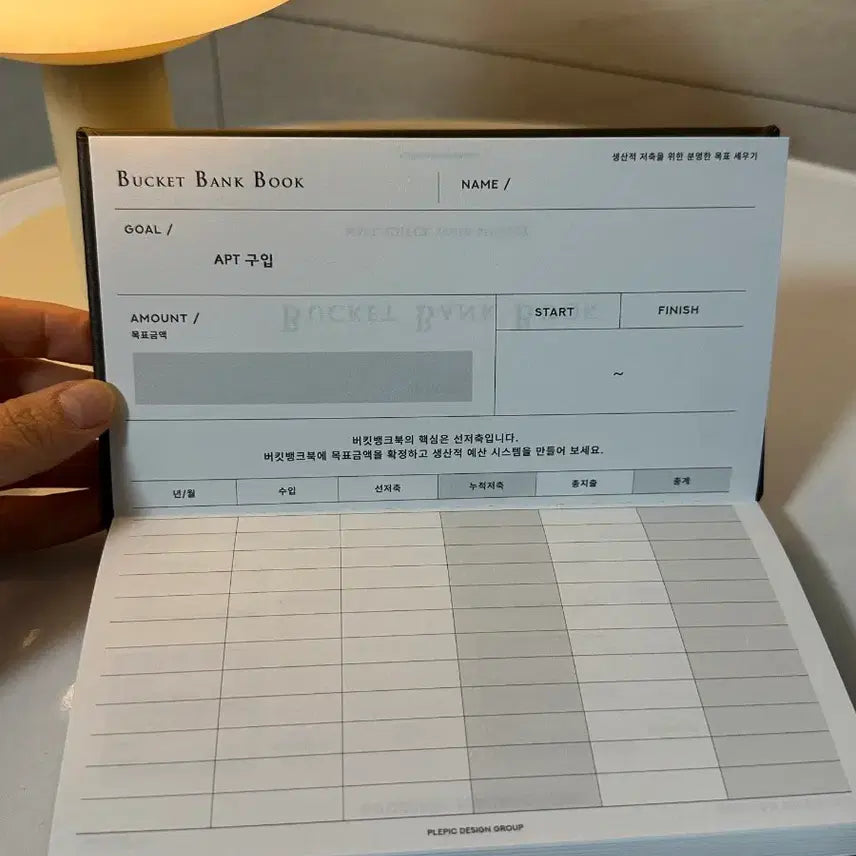 생산적 저축을 위한 분명한 목표 세우기
BUCKET BANK BOOK
NAME /
GOAL /
APT 구입
AMOUNT /
목표금액
START
FINISH
~
버킷뱅크북의 핵심은 선저축입니다.
버킷뱅크북에 목표금액을 확정하고 생산적 예산 시스템을 만들어 보세요.
년/월 수입 선저축 누적저축 총지출 총계
PLEPIC DESIGN GROUP